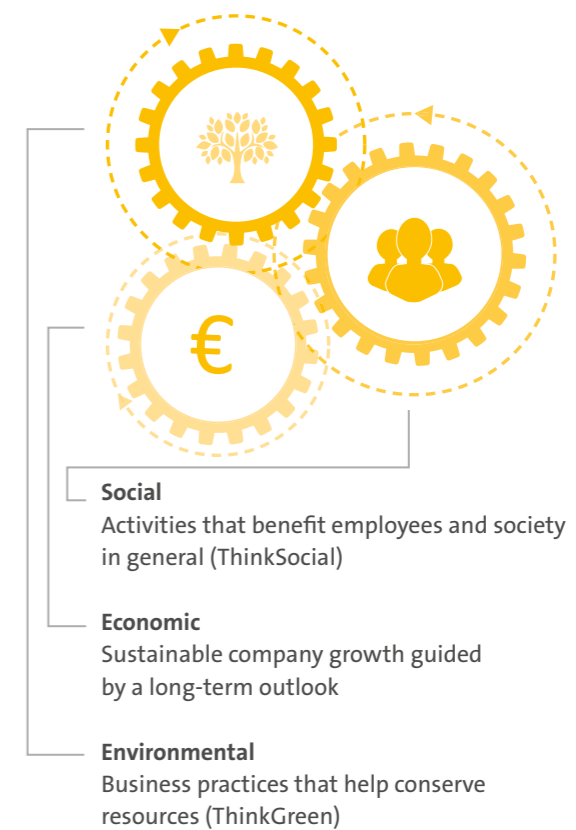 €
Social
Activities that benefit employees and society
in general (ThinkSocial)
Economic
Sustainable company growth guided
by a long-term outlook
Environmental
Business practices that help conserve
resources (ThinkGreen)